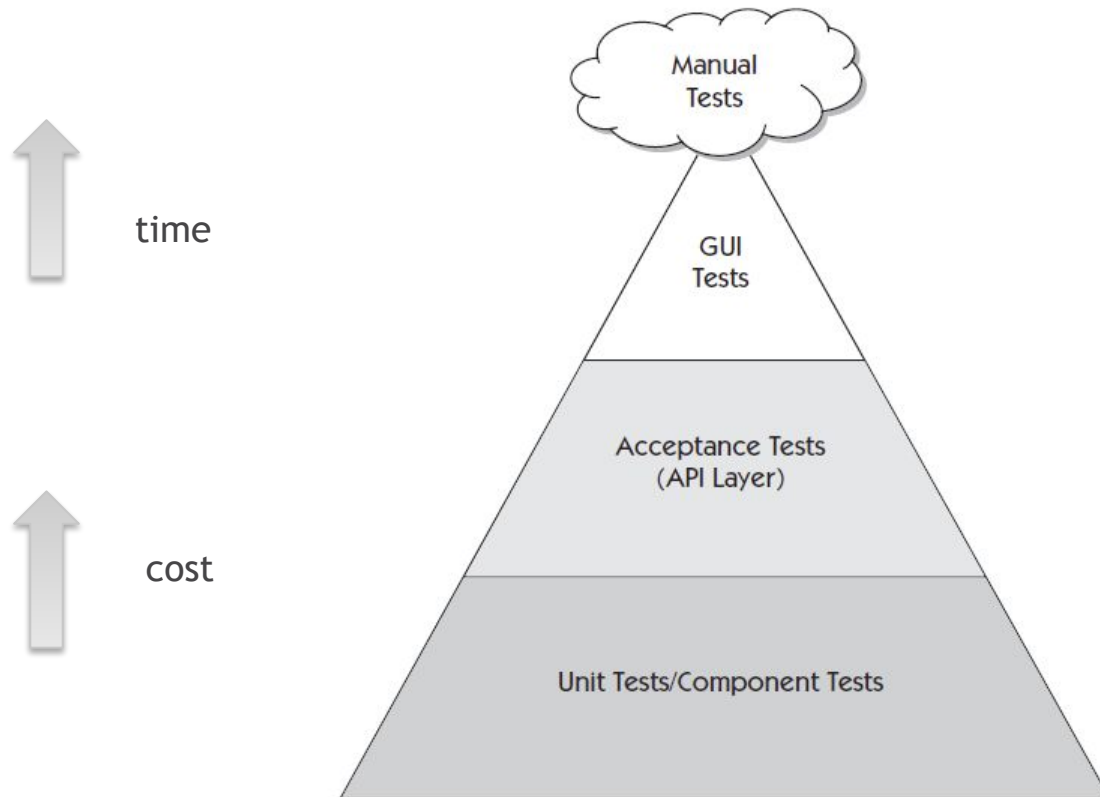 Manual
Tests
time
GUI
Tests
Acceptance Tests
(API Layer)
cost
Unit Tests/Component Tests